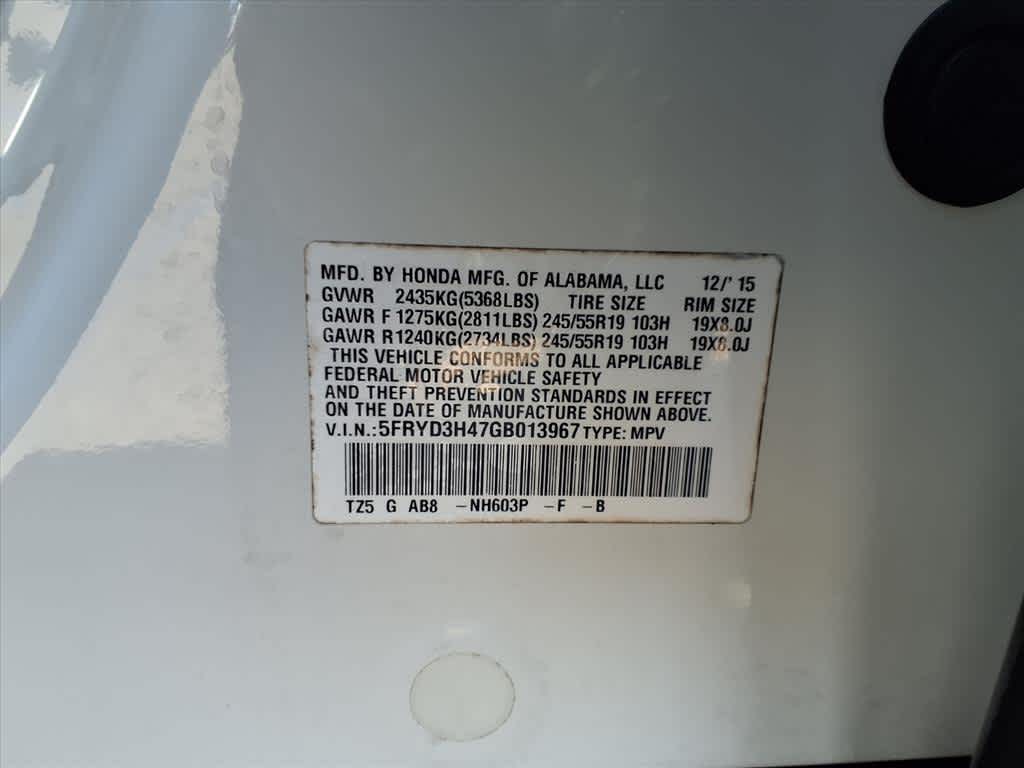 MFD. BY HONDA MFG. OF ALABAMA, LLC 12/' 15
GVWR 2435KG(5368LBS) TIRE SIZE RIM SIZE
GAWR F 1275KG(2811LBS) 245/55R19 103H 19X8.0J
GAWR R1240KG(2734LBS) 245/55R19 103H 19X8.0J
THIS VEHICLE CONFORMS TO ALL APPLICABLE
FEDERAL MOTOR VEHICLE SAFETY
AND THEFT PREVENTION STANDARDS IN EFFECT
ON THE DATE OF MANUFACTURE SHOWN ABOVE.
V.I.N.:5FRYD3H47GB013967 TYPE: MPV
TZ5 G AB8 -NH603P -F -B